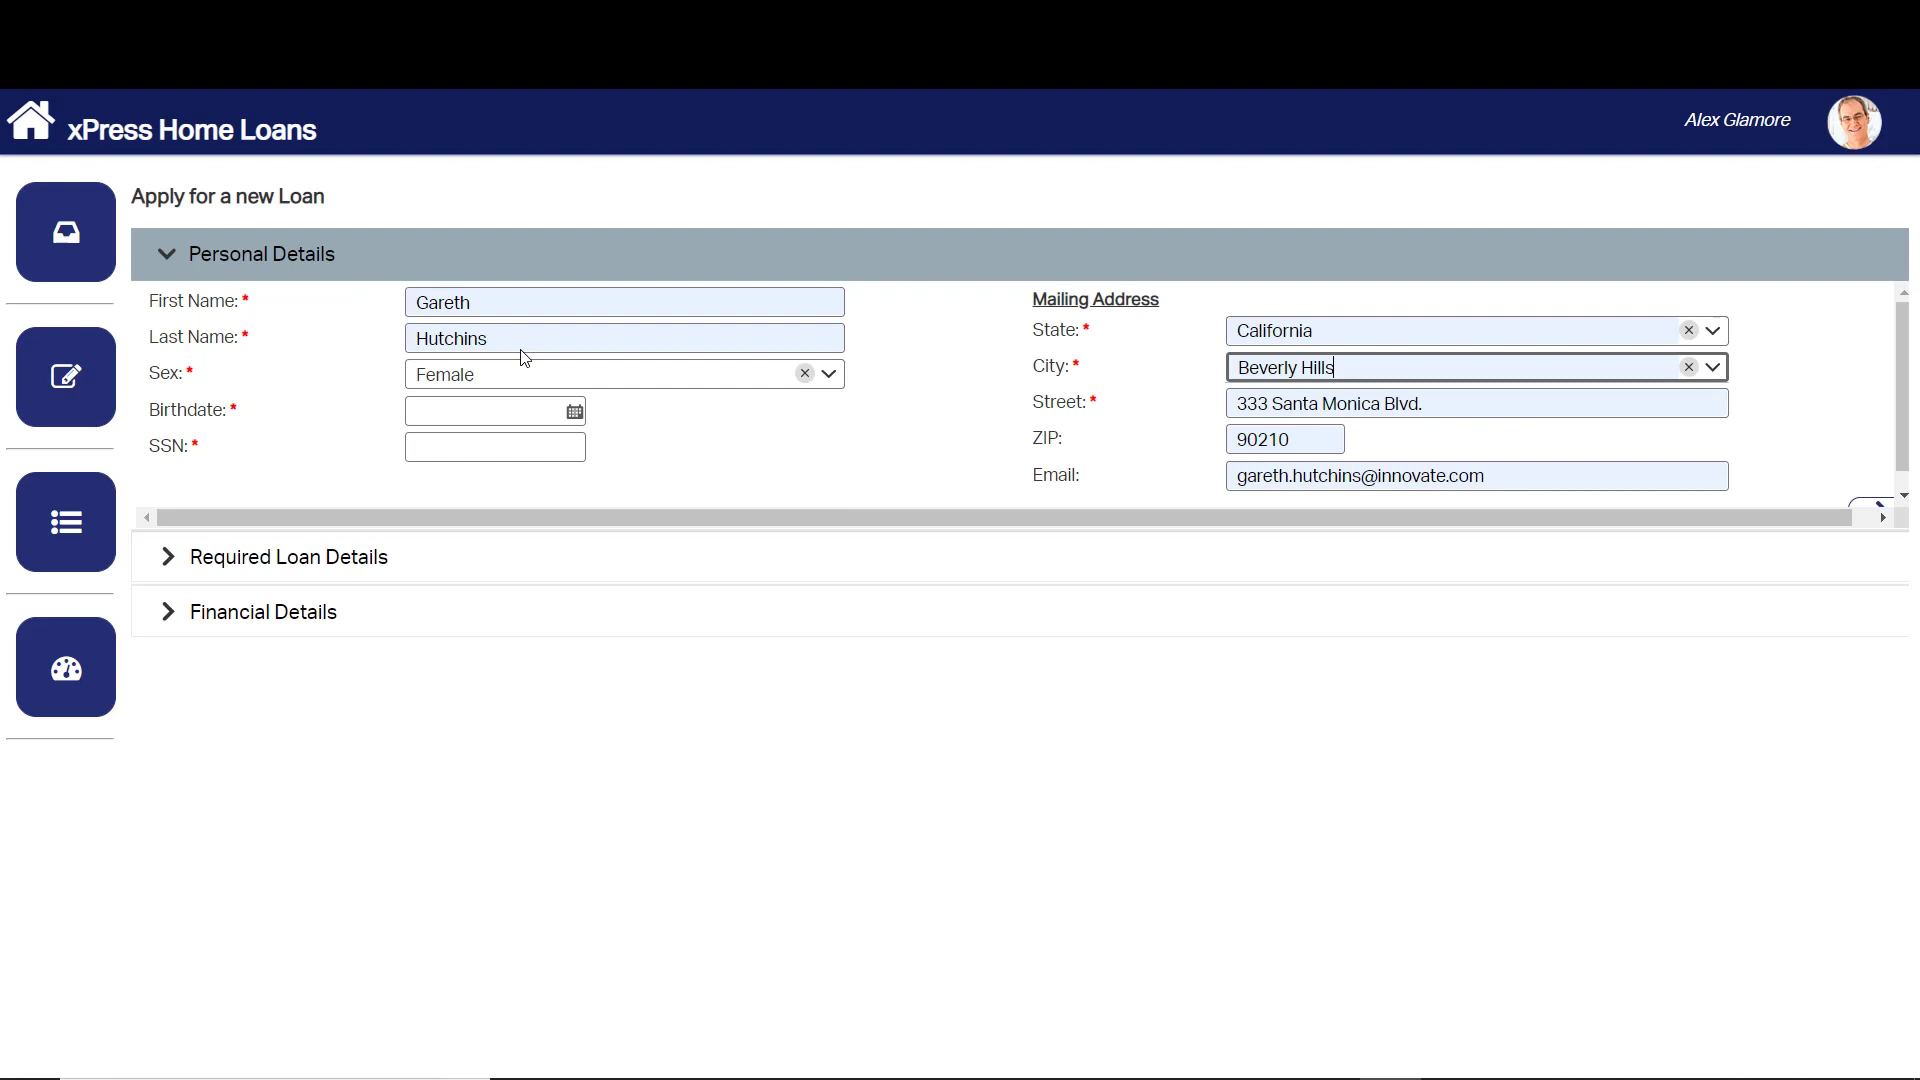 xPress Home Loans
Alex Glamore
Apply for a new Loan
Personal Details
First Name: * Gareth
Last Name: * Hutchins
Sex: * Female
Birthdate: *
SSN: *
Mailing Address
State: * California
City: * Beverly Hills
Street: * 333 Santa Monica Blvd.
ZIP: 90210
Email: gareth.hutchins@innovate.com
Required Loan Details
Financial Details